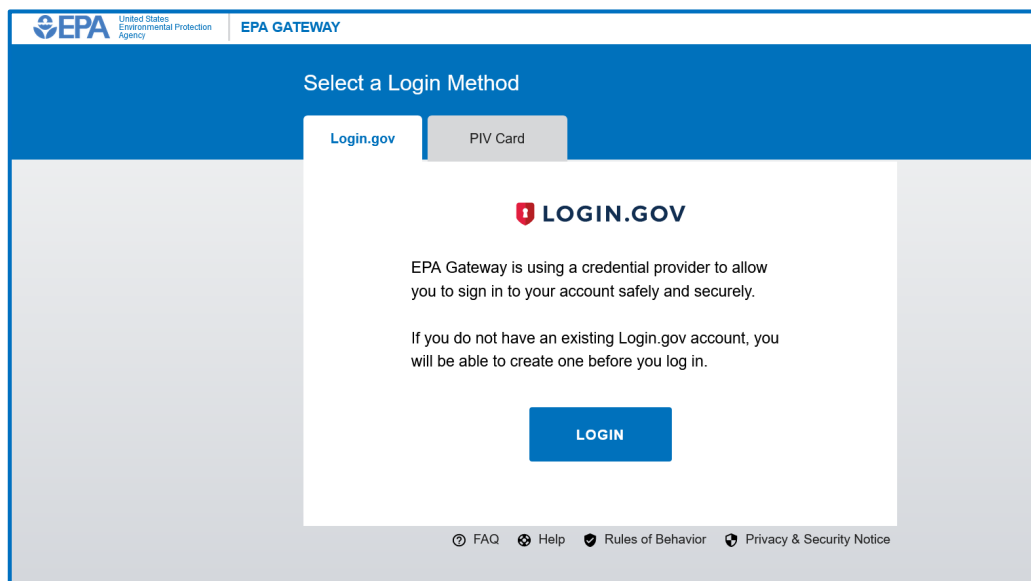 EPA
United States
Environmental Protection
Agency
EPA GATEWAY
Select a Login Method
Login.gov
PIV Card
LOGIN.GOV
EPA Gateway is using a credential provider to allow
you to sign in to your account safely and securely.
If you do not have an existing Login.gov account, you
will be able to create one before you log in.
LOGIN
FAQ Help Rules of Behavior Privacy & Security Notice